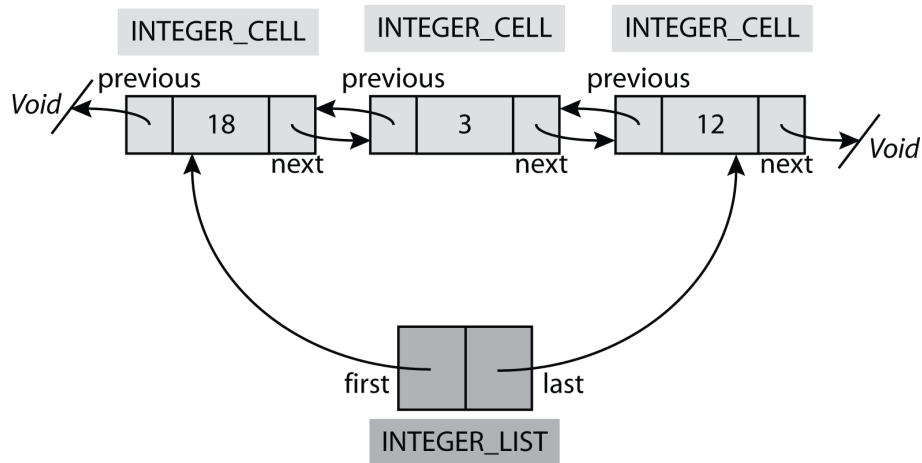 INTEGER_CELL INTEGER_CELL INTEGER_CELL
previous previous previous
Void 18 3 12 Void
next next next
first last
INTEGER_LIST